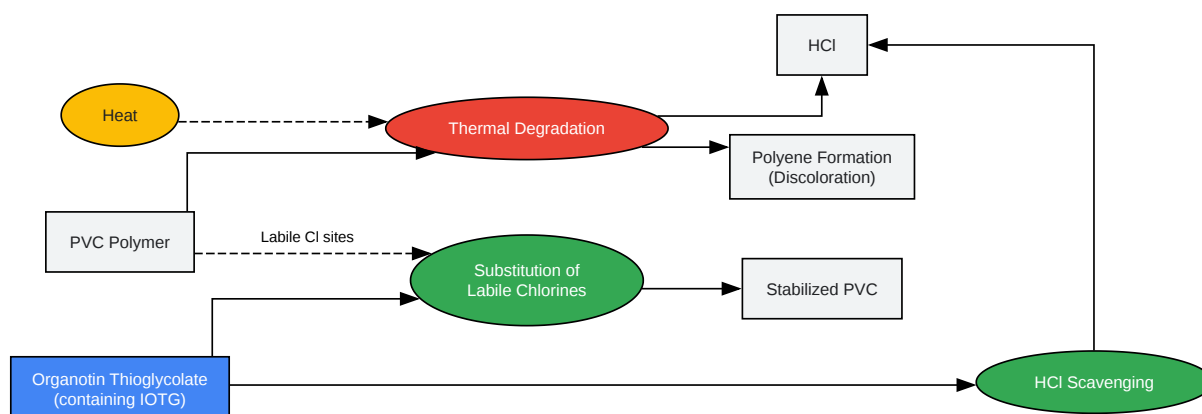 HCl
Heat
Thermal Degradation
Polyene Formation
(Discoloration)
PVC Polymer
Labile Cl sites
Substitution of
Labile Chlorines
Stabilized PVC
Organotin Thioglycolate
(containing IOTG)
HCl Scavenging